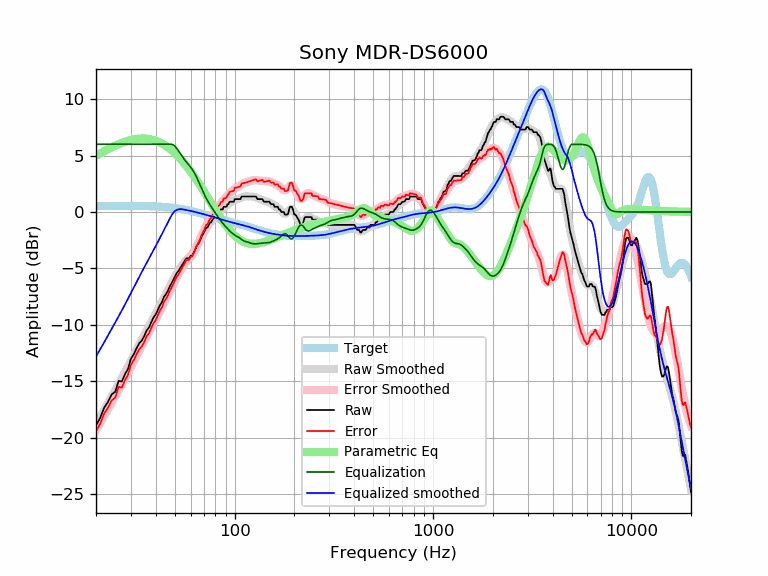 Sony MDR-DS6000
Amplitude (dBr)
10
5
0
−5
−10
−15
−20
−25
Target
Raw Smoothed
Error Smoothed
Raw
Error
Parametric Eq
Equalization
Equalized smoothed
100
1000
10000
Frequency (Hz)